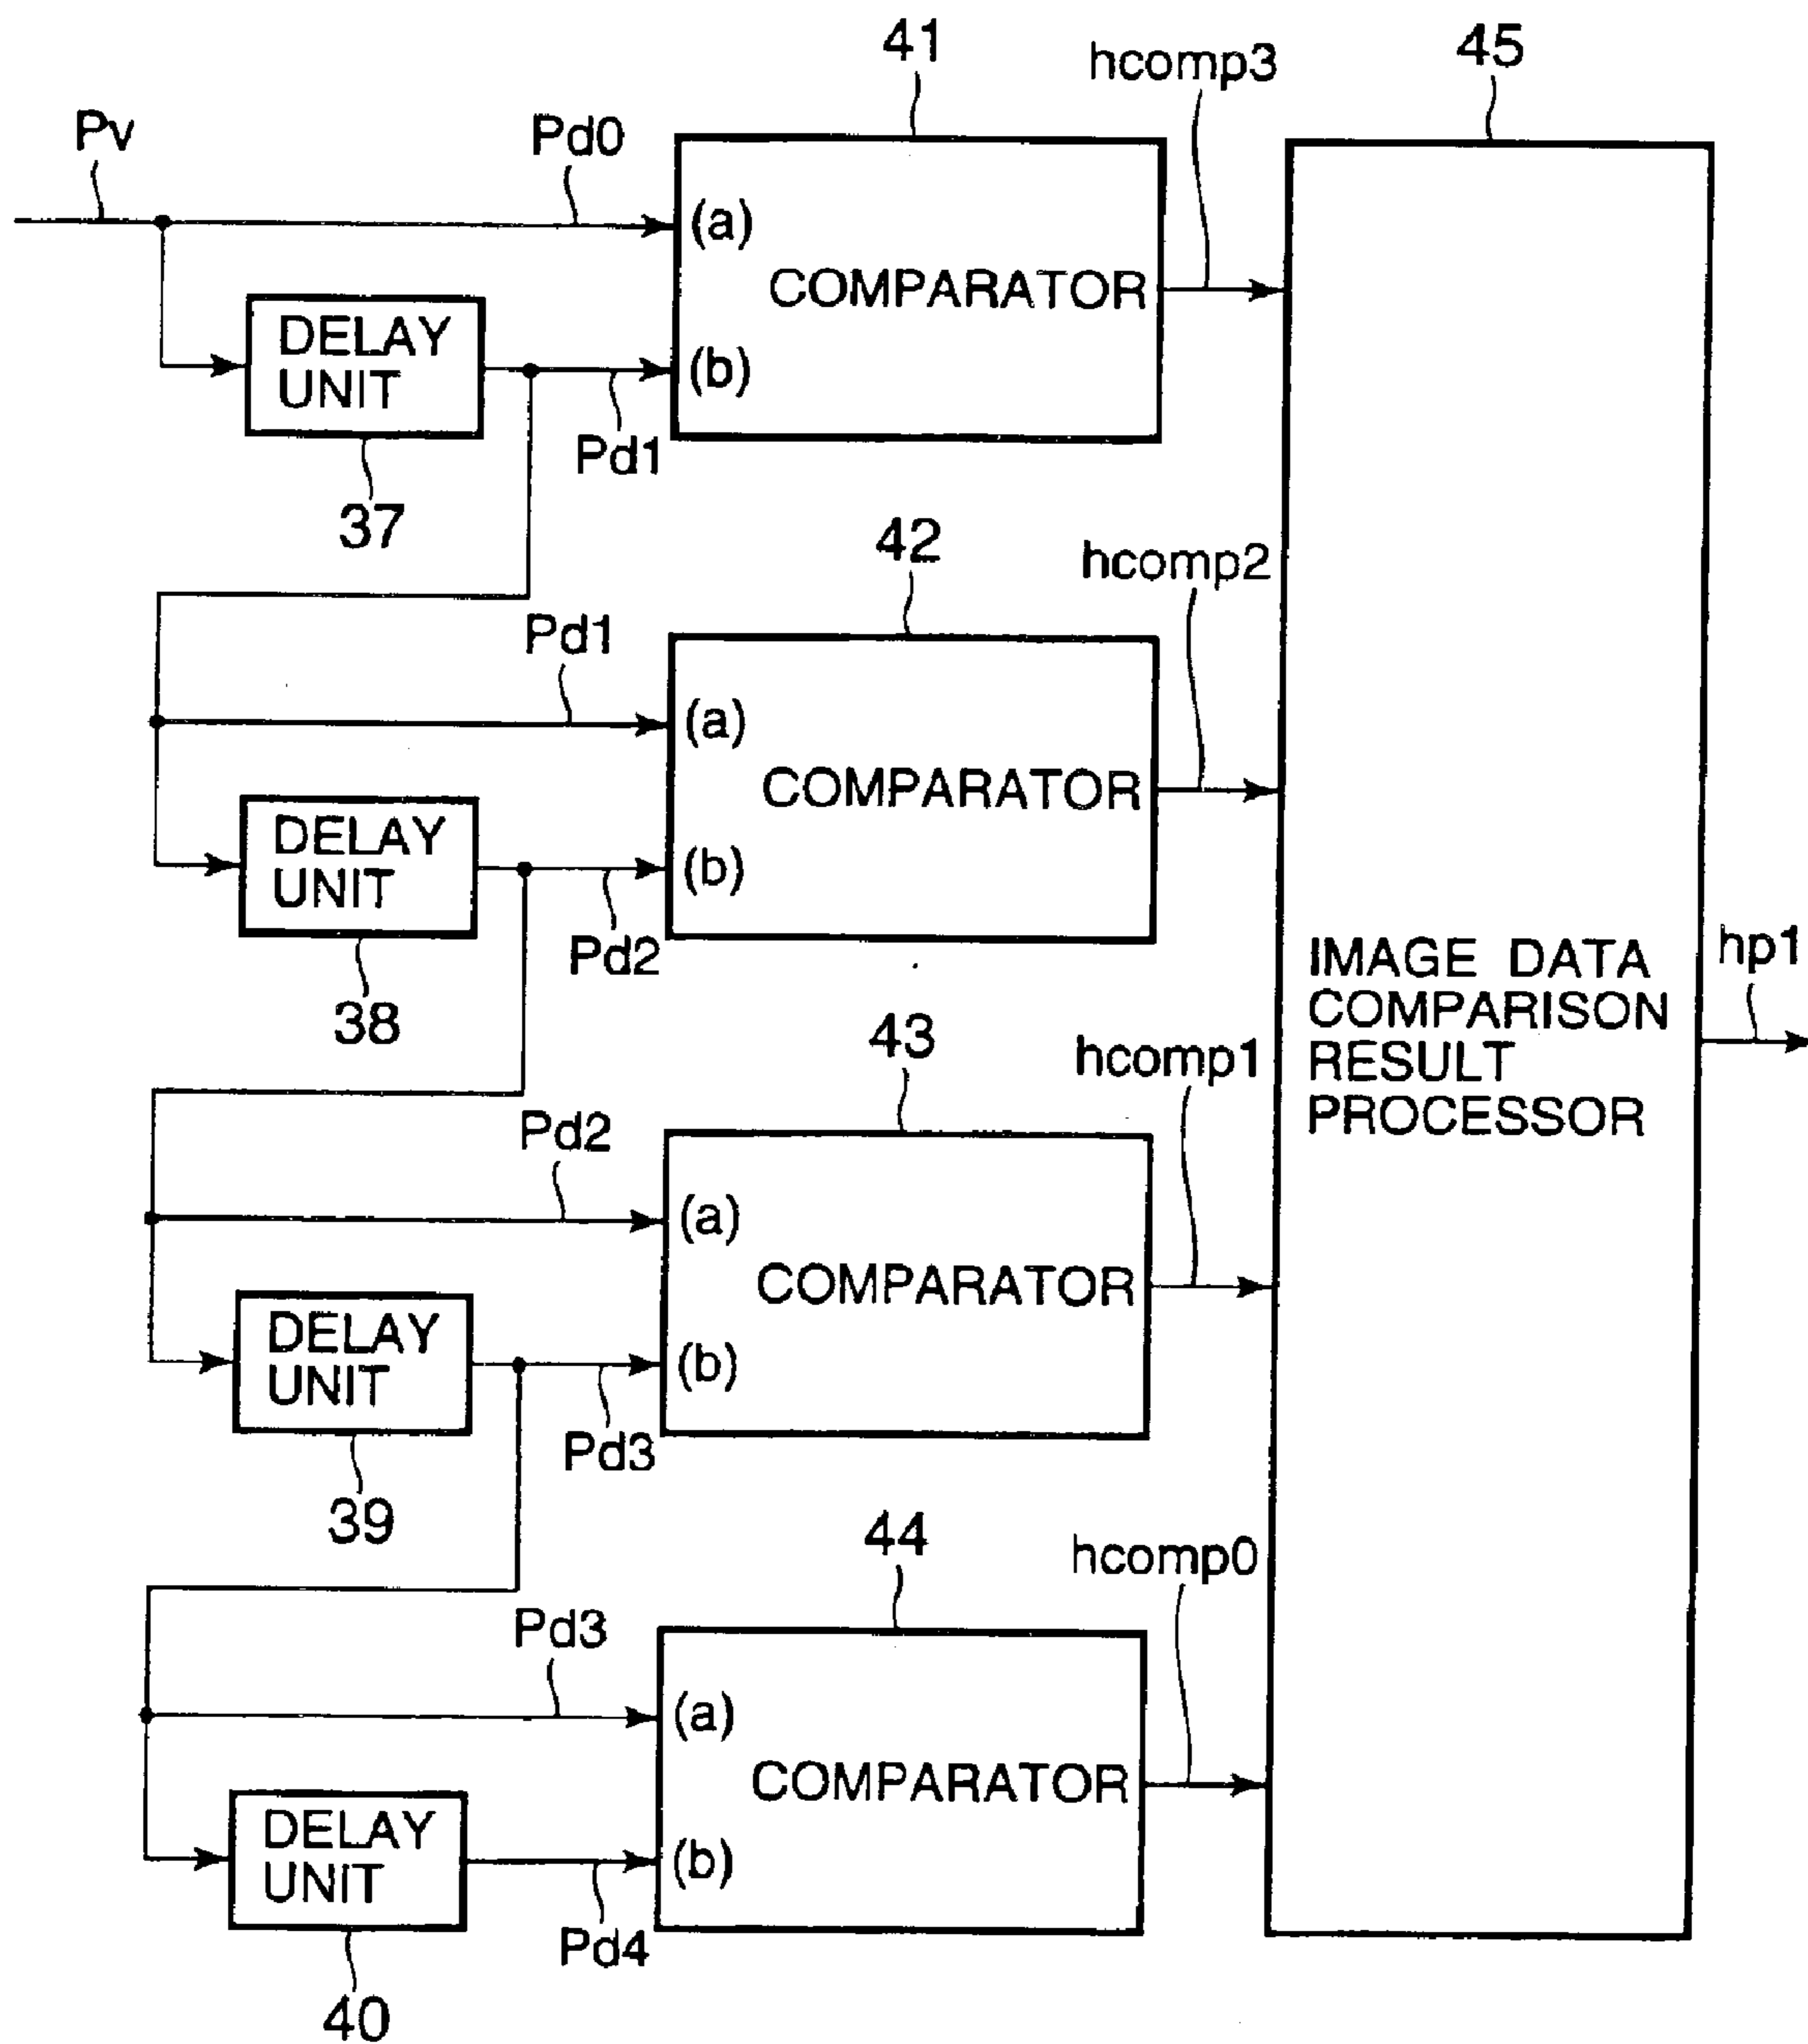 41
hcomp3
45
Pv
Pd0
(a)
COMPARATOR
DELAY
UNIT
(b)
Pd1
37
42
hcomp2
Pd1
(a)
COMPARATOR
DELAY
UNIT
(b)
Pd2
38
IMAGE DATA
COMPARISON
RESULT
PROCESSOR
hp1
43
hcomp1
Pd2
(a)
COMPARATOR
DELAY
UNIT
(b)
Pd3
39
44
hcomp0
Pd3
(a)
COMPARATOR
DELAY
UNIT
(b)
Pd4
40